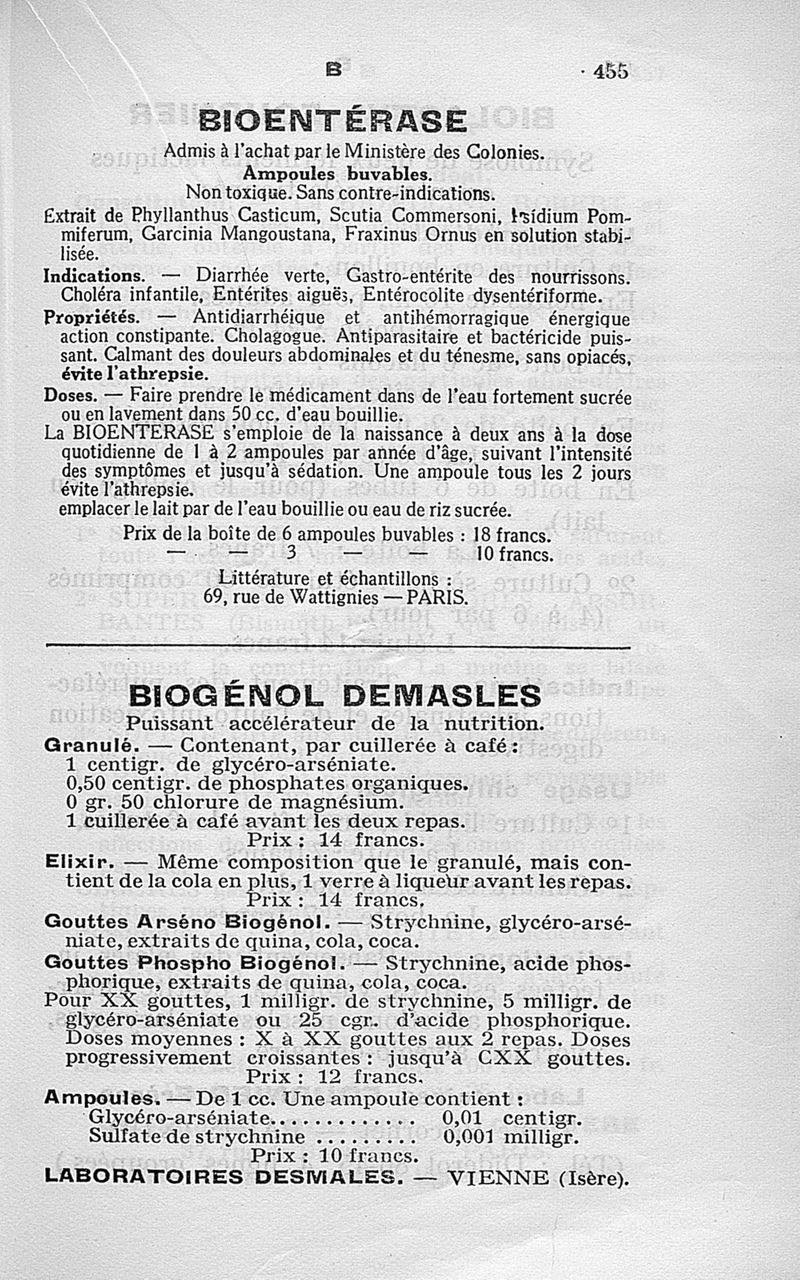 B
455
BIOENTÉRASE
Admis à l'achat par le Ministère des Colonies.
Ampoules buvables.
Non toxique. Sans contre-indications.
Extrait de Phyllanthus Casticum, Scutia Commersoni, Psidium Pom-
miferum, Garcinia Mangoustana, Fraxinus Ornus en solution stabi-
lisée.
Indications. — Diarrhée verte, Gastro-entérite des nourrissons.
Choléra infantile, Entérites aiguës, Entérocolite dysentériforme.
Propriétés. — Antidiarrhéique et antihémorragique énergique
action constipante. Cholagogue. Antiparasitaire et bactéricide puis-
sant. Calmant des douleurs abdominales et du ténesme, sans opiacés,
évite l'athrepsie.
Doses. — Faire prendre le médicament dans de l'eau fortement sucrée
ou en lavement dans 50 cc. d'eau bouillie.
La BIOENTERASE s'emploie de la naissance à deux ans à la dose
quotidienne de 1 à 2 ampoules par année d'âge, suivant l'intensité
des symptômes et jusqu'à sédation. Une ampoule tous les 2 jours
évite l'athrepsie.
emplacer le lait par de l'eau bouillie ou eau de riz sucrée.
Prix de la boîte de 6 ampoules buvables : 18 francs.
— — 3 — — 10 francs.
Littérature et échantillons :
69, rue de Wattignies — PARIS.
BIOGÉNOL DEMASLES
Puissant accélérateur de la nutrition.
Granulé. — Contenant, par cuillerée à café :
1 centigr. de glycéro-arséniate.
0,50 centigr. de phosphates organiques.
0 gr. 50 chlorure de magnésium.
1 cuillerée à café avant les deux repas.
Prix : 14 francs.
Elixir. — Même composition que le granulé, mais con-
tient de la cola en plus, 1 verre à liqueur avant les repas.
Prix : 14 francs.
Gouttes Arséno Biogénol. — Strychnine, glycéro-arsé-
niate, extraits de quina, cola, coca.
Gouttes Phospho Biogénol. — Strychnine, acide phos-
phorique, extraits de quina, cola, coca.
Pour XX gouttes, 1 milligr. de strychnine, 5 milligr. de
glycéro-arséniate ou 25 cgr. d'acide phosphorique.
Doses moyennes : X à XX gouttes aux 2 repas. Doses
progressivement croissantes : jusqu'à CXX gouttes.
Prix : 12 francs.
Ampoules. — De 1 cc. Une ampoule contient :
Glycéro-arséniate.............. 0,01 centigr.
Sulfate de strychnine ......... 0,001 milligr.
Prix : 10 francs.
LABORATOIRES DESMALES. — VIENNE (Isère).